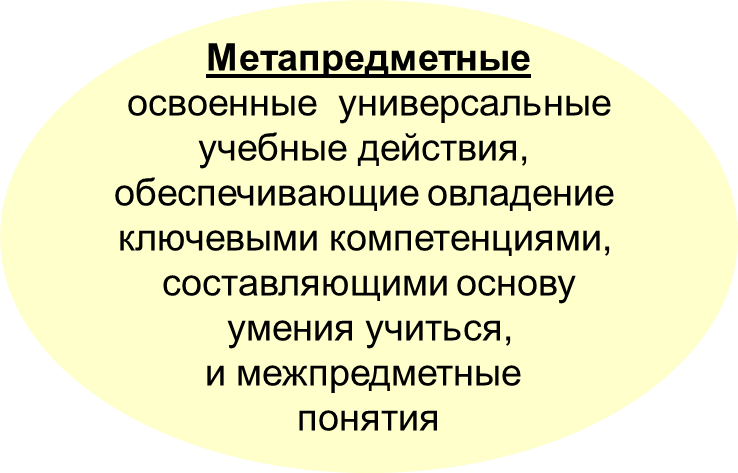 Метапредметные
освоенные универсальные
учебные действия,
обеспечивающие овладение
ключевыми компетенциями,
составляющими основу
умения учиться,
и межпредметные
понятия